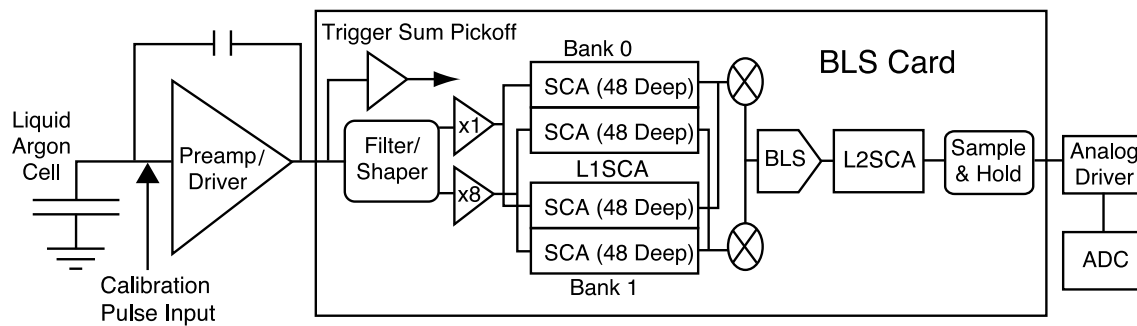 Trigger Sum Pickoff
Bank 0
BLS Card
SCA (48 Deep)
SCA (48 Deep)
L1SCA
SCA (48 Deep)
SCA (48 Deep)
Bank 1
Liquid
Argon
Cell
Preamp/
Driver
Calibration
Pulse Input
Filter/
Shaper
x1
x8
BLS
L2SCA
Sample
& Hold
Analog
Driver
ADC